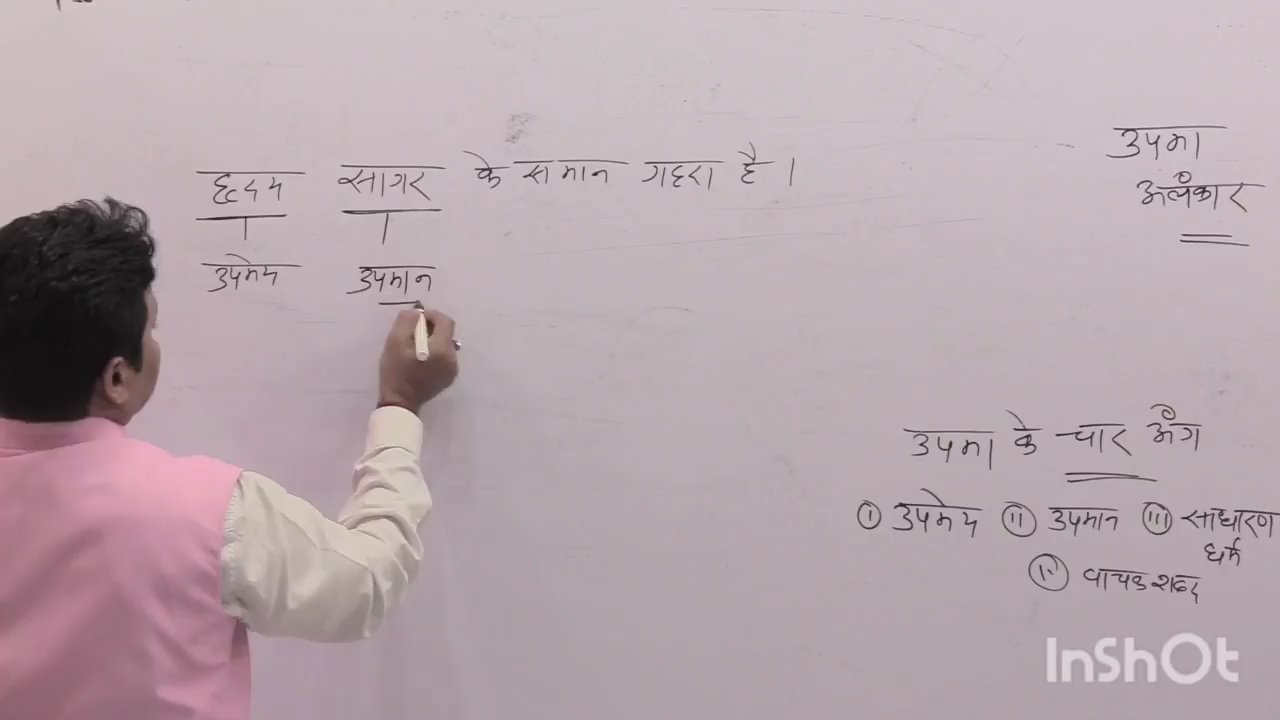 हृदय सागर के समान गहरा है।
उपमेय उपमान
उपमा
अलंकार
उपमा के चार अंग
(i) उपमेय (ii) उपमान (iii) साधारण
धर्म
(iv) वाचक शब्द
InShOt